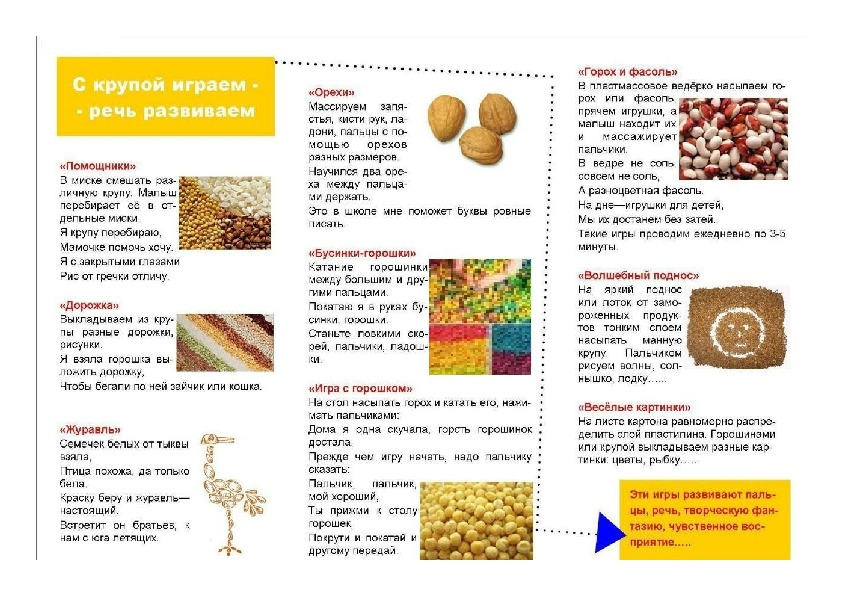 С крупой играем -
- речь развиваем
«Помощники»
В миске смешать раз-
личную крупу. Малыш
перебирает её в от-
дельные миски.
Я крупу перебираю,
Мамочке помочь хочу.
Я с закрытыми глазами
Рис от гречки отличу.
«Дорожка»
Выкладываем из кру-
пы разные дорожки,
рисунки.
Я взяла горошка вы-
ложить дорожку,
Чтобы бегали по ней зайчик или кошка.
«Журавль»
Семечек белых от тыквы
взяла,
Птица похожа, да только
бела.
Краску беру и журавль—
настоящий.
Встретит он братьев, к
нам с юга летящих.
«Орехи»
Массируем запя-
стья, кисти рук, ла-
дони, пальцы с по-
мощью орехов
разных размеров.
Научился два оре-
ха между пальца-
ми держать,
Это в школе мне поможет буквы ровные
писать.
«Бусинки-горошки»
Катание горошинки
между большим и дру-
гими пальцами.
Покатаю я в руках бу-
синки, горошки.
Станьте ловкими ско-
рей, пальчики, ладош-
ки.
«Игра с горошком»
На стол насыпать горох и катать его, нажи-
мать пальчиками:
Дома я одна скучала, горсть горошинок
достала.
Прежде чем игру начать, надо пальчику
сказать:
Пальчик, пальчик,
мой хороший,
Ты прижми к столу
горошек,
Покрути и покатай и
другому передай.
«Горох и фасоль»
В пластмассовое ведёрко насыпаем го-
рох или фасоль,
прячем игрушки, а
малыш находит их
и массажирует
пальчики.
В ведре не соль,
совсем не соль,
А разноцветная фасоль.
На дне—игрушки для детей,
Мы их достанем без затей.
Такие игры проводим ежедневно по 3-5
минуты.
«Волшебный поднос»
На яркий поднос
или лоток от замо-
роженных продук-
тов тонким слоем
насыпать манную
крупу. Пальчиком
рисуем волны, сол-
нышко, лодку......
«Весёлые картинки»
На листе картона равномерно распре-
делить слой пластилина. Горошинами
или крупой выкладываем разные кар-
тинки: цветы, рыбку.....
Эти игры развивают паль-
цы, речь, творческую фан-
тазию, чувственное вос-
приятие.....